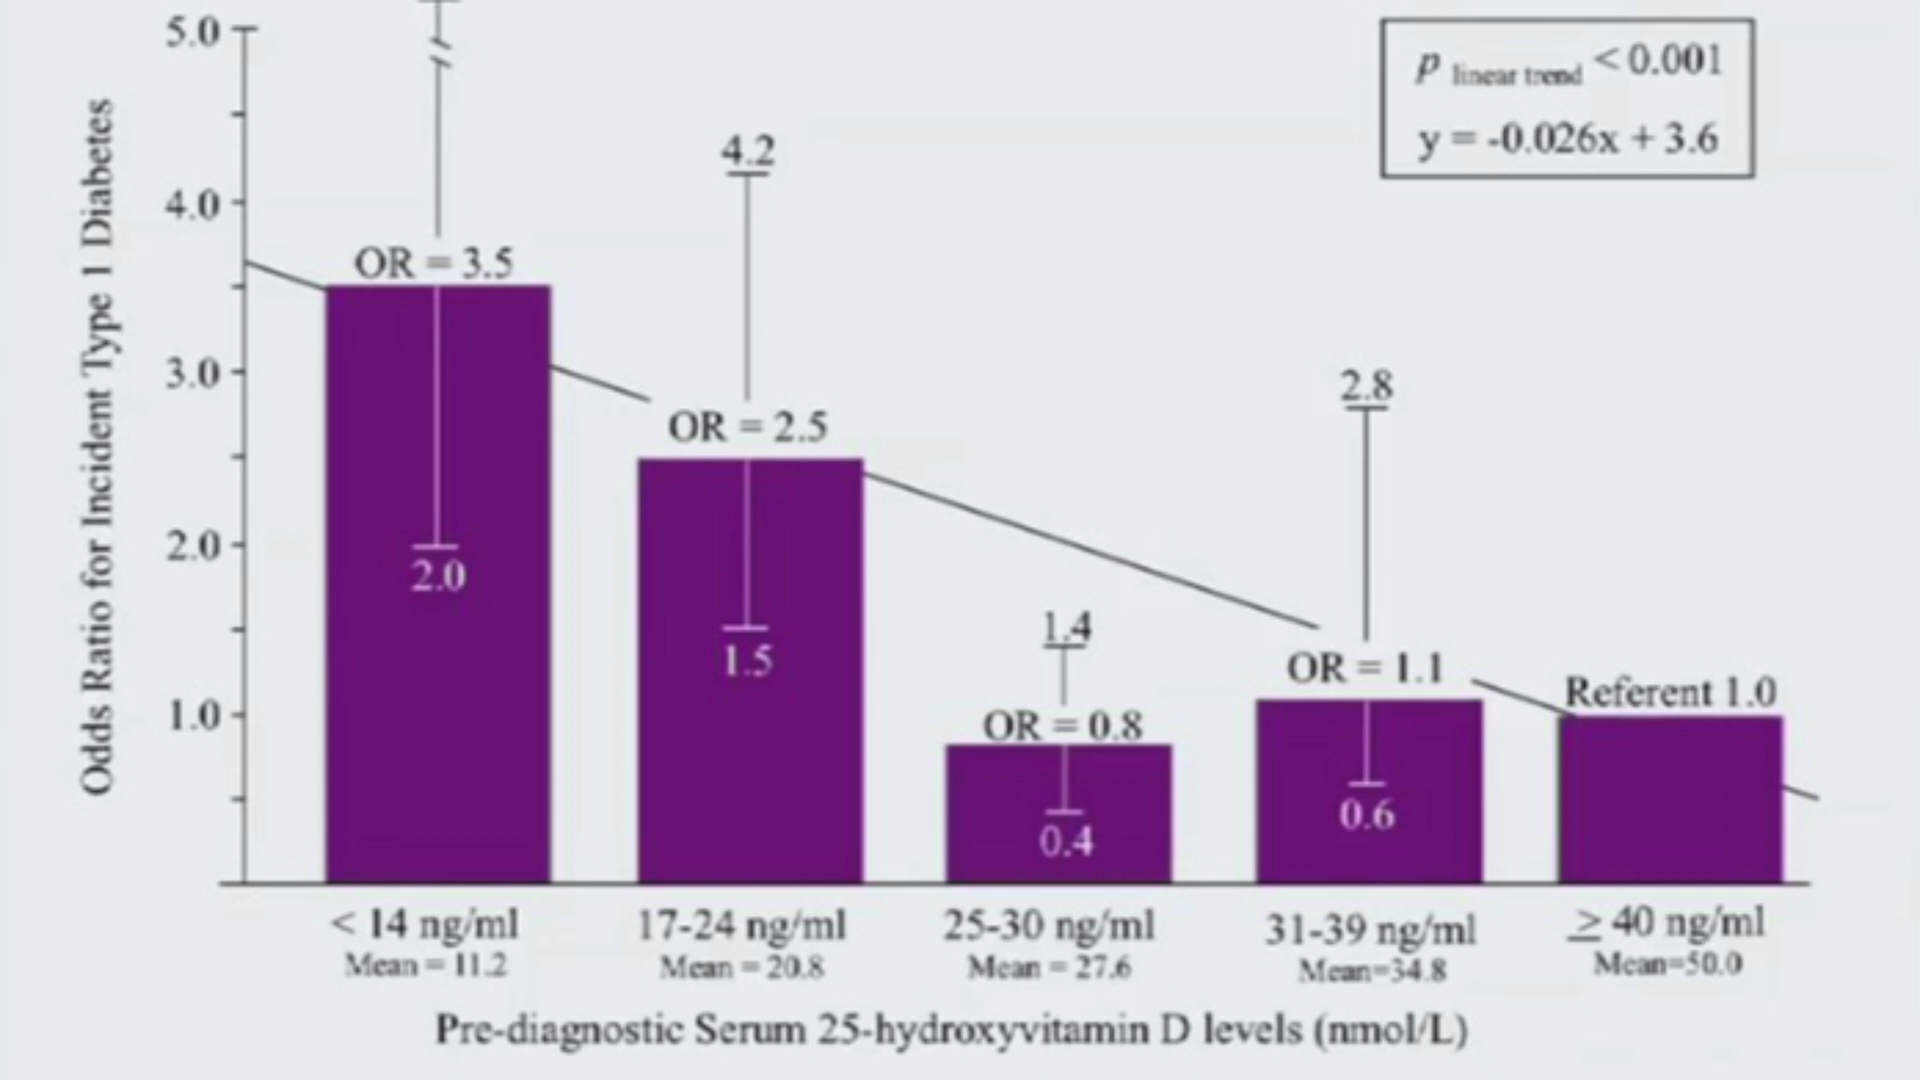 5.0
4.0
3.0
2.0
1.0
Odds Ratio for Incident Type 1 Diabetes
p linear trend < 0.001
y = -0.026x + 3.6
OR = 3.5
2.0
4.2
OR = 2.5
1.5
1.4
OR = 0.8
0.4
2.8
OR = 1.1
0.6
Referent 1.0
< 14 ng/ml
Mean = 11.2
17-24 ng/ml
Mean = 20.8
25-30 ng/ml
Mean = 27.6
31-39 ng/ml
Mean=34.8
≥ 40 ng/ml
Mean=50.0
Pre-diagnostic Serum 25-hydroxyvitamin D levels (nmol/L)